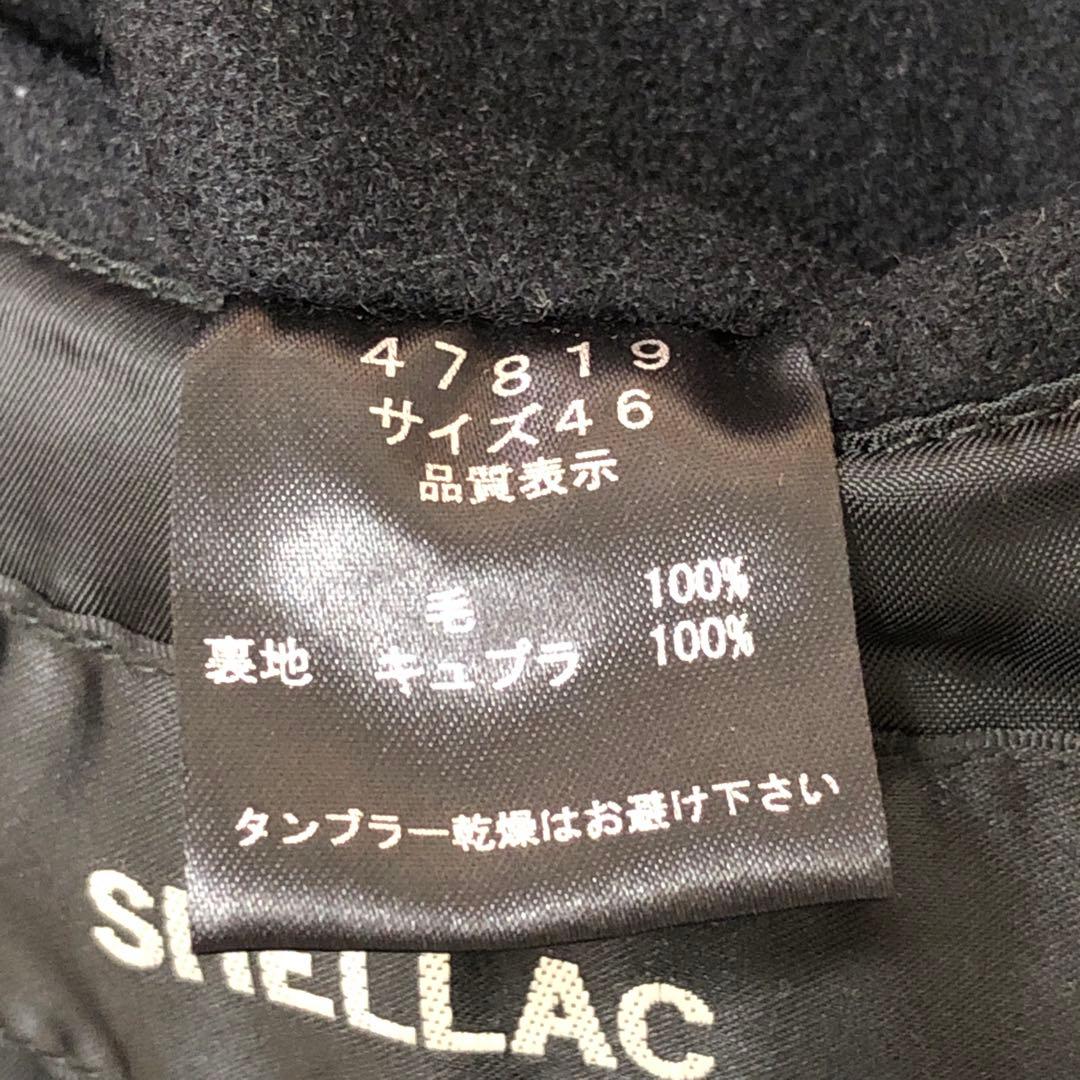 47819
サイズ46
品質表示
毛 100%
裏地 キュプラ 100%
タンブラー乾燥はお避け下さい
SHELLAC